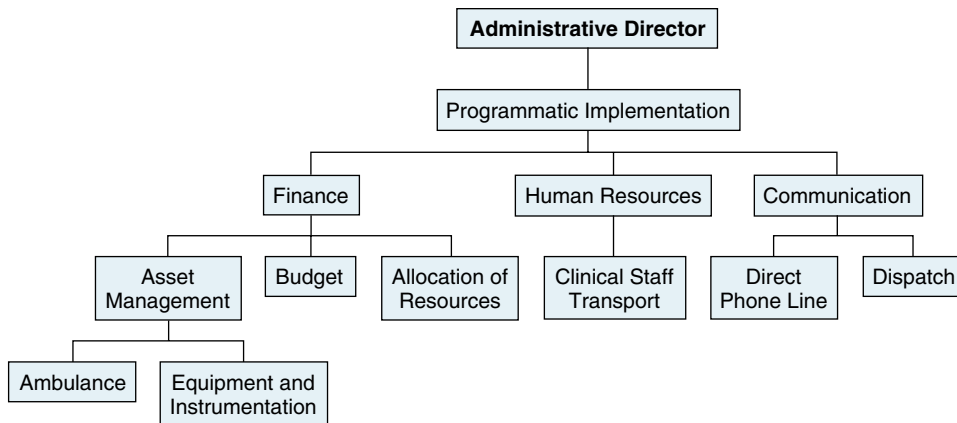 Administrative Director
Programmatic Implementation
Finance
Human Resources
Communication
Asset
Management
Budget
Allocation of
Resources
Clinical Staff
Transport
Direct
Phone Line
Dispatch
Ambulance
Equipment and
Instrumentation